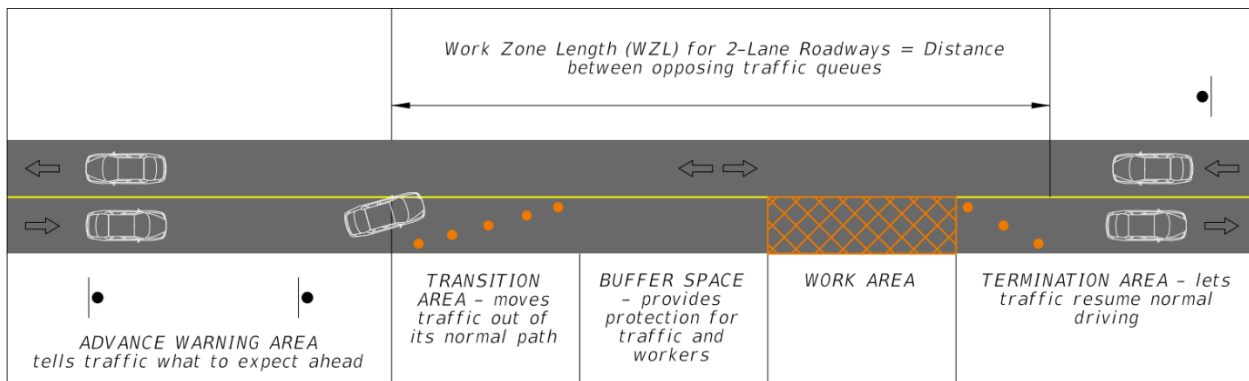 Work Zone Length (WZL) for 2-Lane Roadways = Distance
between opposing traffic queues
ADVANCE WARNING AREA
tells traffic what to expect ahead
TRANSITION
AREA - moves
traffic out of
its normal path
BUFFER SPACE
- provides
protection for
traffic and
workers
WORK AREA
TERMINATION AREA - lets
traffic resume normal
driving